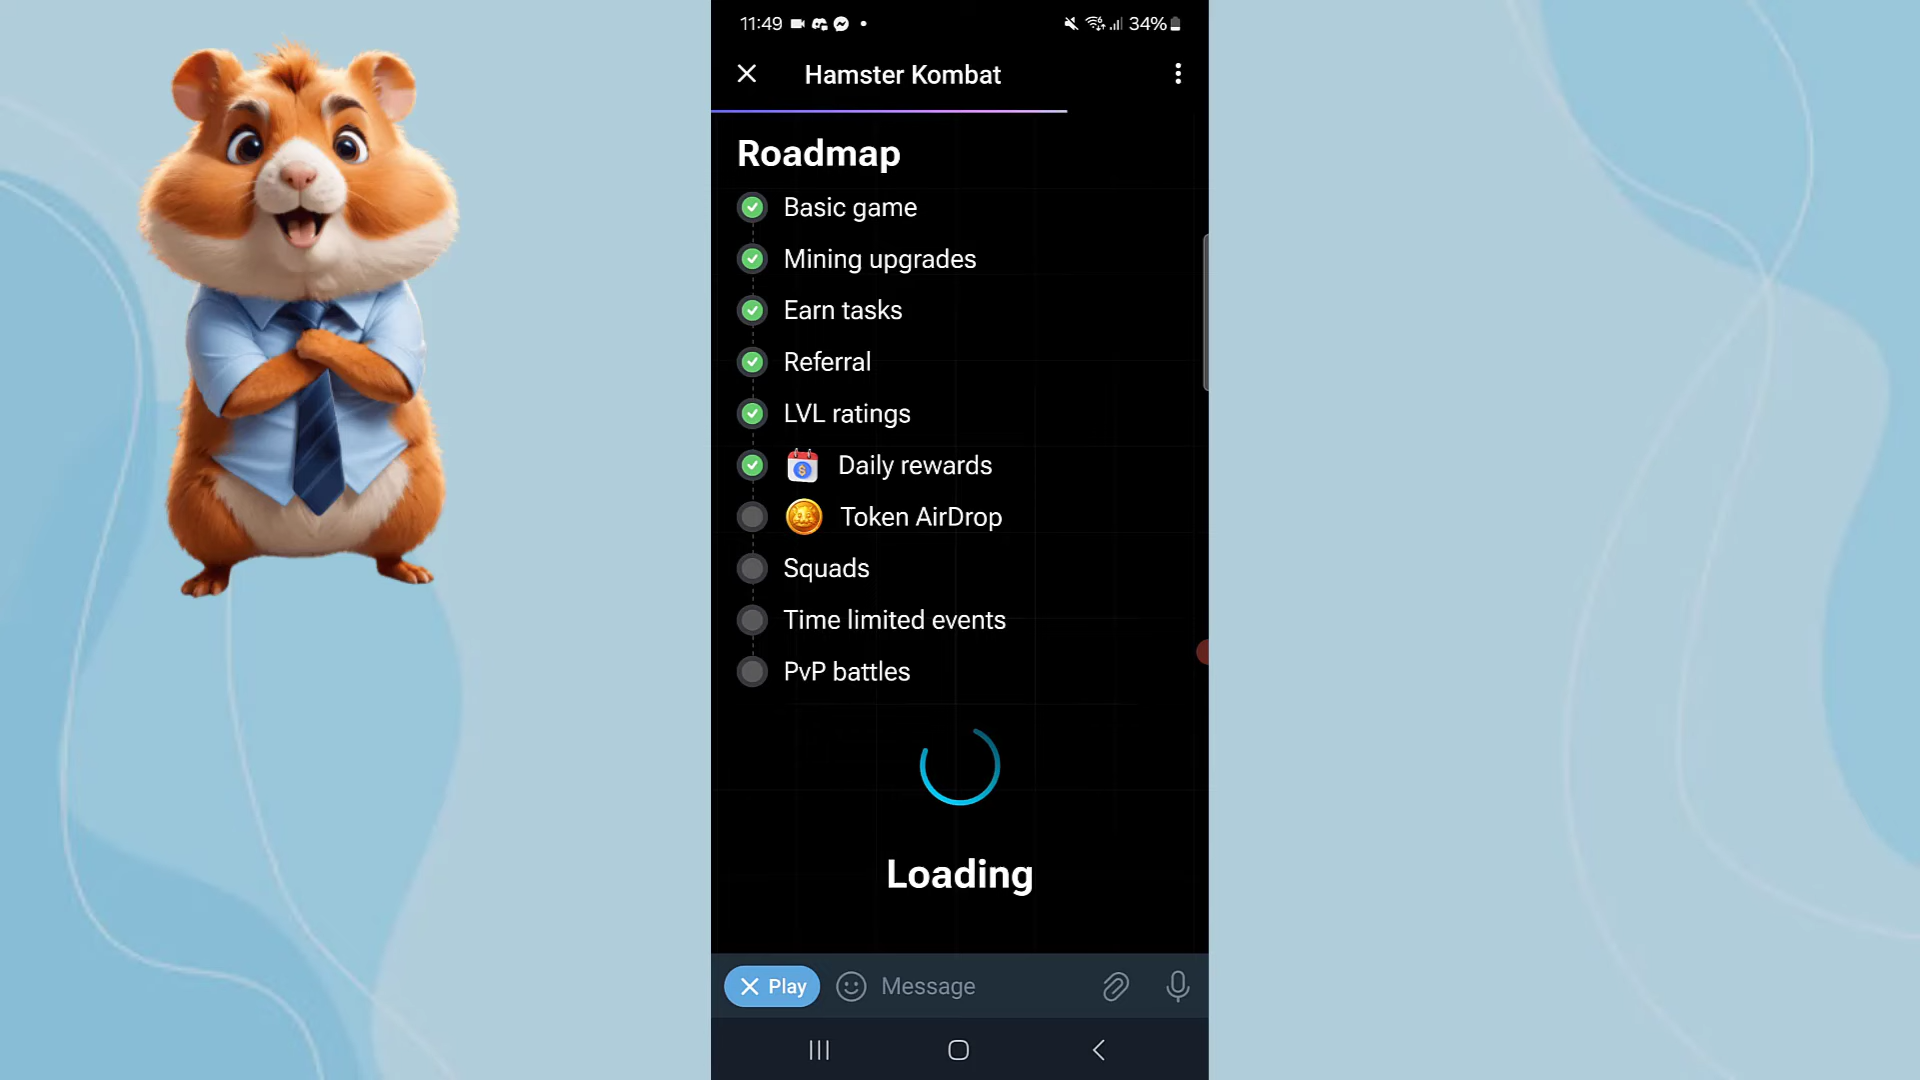 11:49
34%
Hamster Kombat
Roadmap
Basic game
Mining upgrades
Earn tasks
Referral
LVL ratings
Daily rewards
Token AirDrop
Squads
Time limited events
PvP battles
Loading
Play
Message